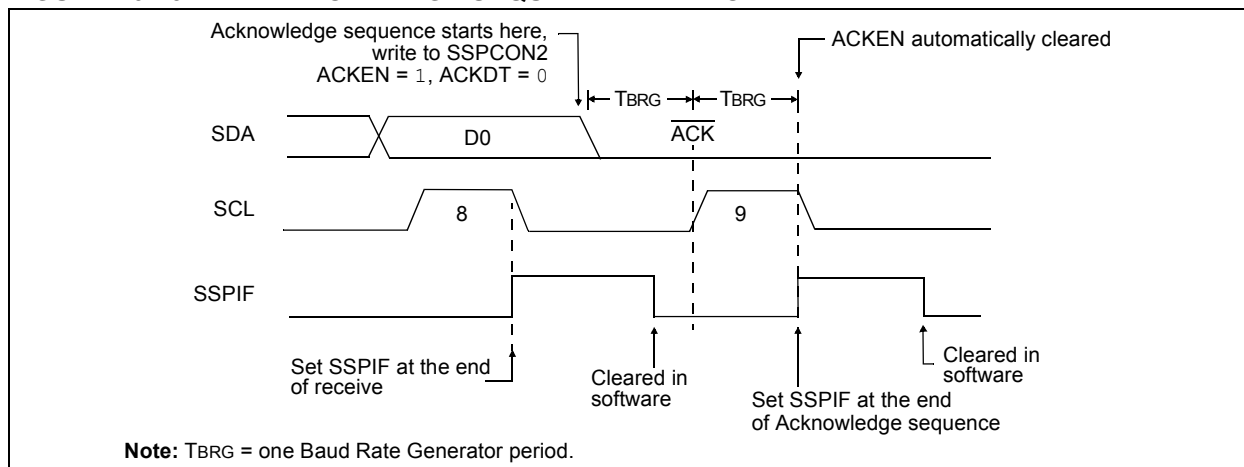 Acknowledge sequence starts here,
write to SSPCON2
ACKEN = 1, ACKDT = 0
ACKEN automatically cleared
TBRG
TBRG
SDA
D0
ACK
SCL
8
9
SSPIF
Set SSPIF at the end
of receive
Cleared in
software
Set SSPIF at the end
of Acknowledge sequence
Cleared in
software
Note: TBRG = one Baud Rate Generator period.